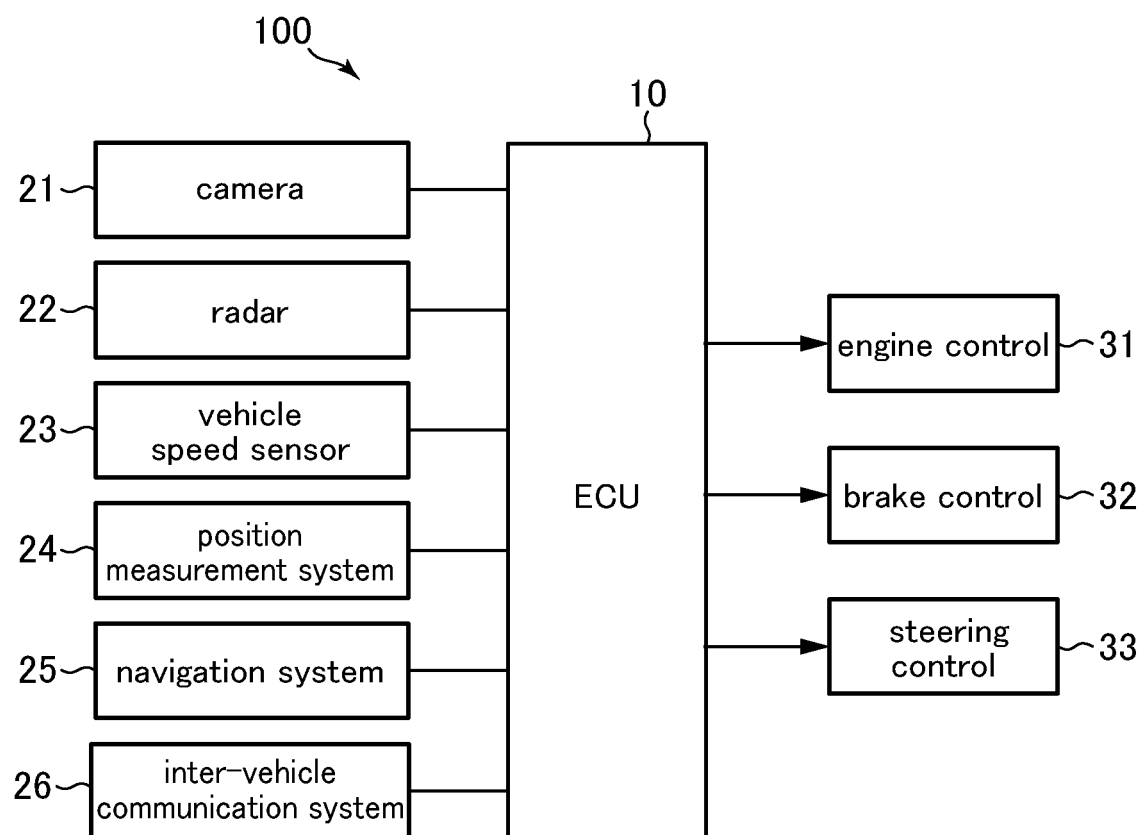 100
10
21
camera
22
radar
23
vehicle
speed sensor
24
position
measurement system
25
navigation system
26
inter-vehicle
communication system
ECU
engine control
31
brake control
32
steering
control
33